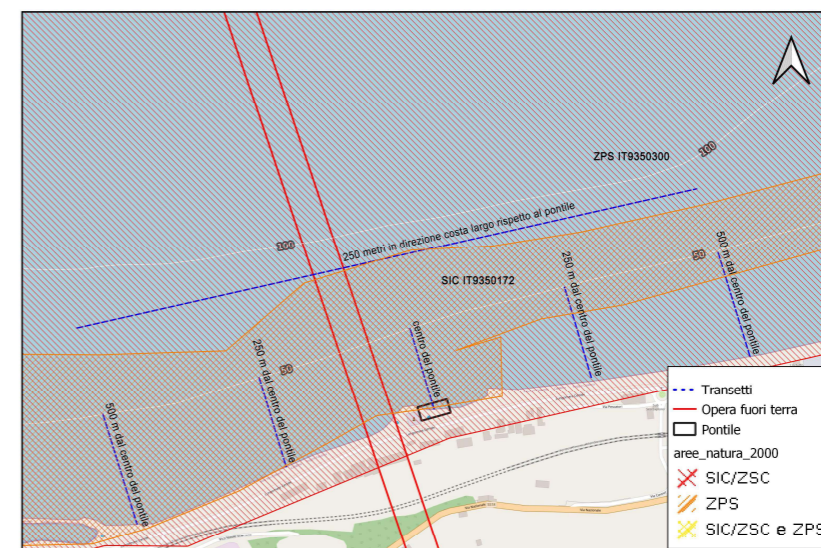 ZPS IT9350300
100
250 metri in direzione costa largo rispetto al pontile
100
500 m dal centro del pontile
50
SIC IT9350172
250 m dal centro del pontile
centro del pontile
250 m dal centro del pontile
50
500 m dal centro del pontile
Transetti
Opera fuori terra
Pontile
aree_natura_2000
SIC/ZSC
ZPS
SIC/ZSC e ZPS